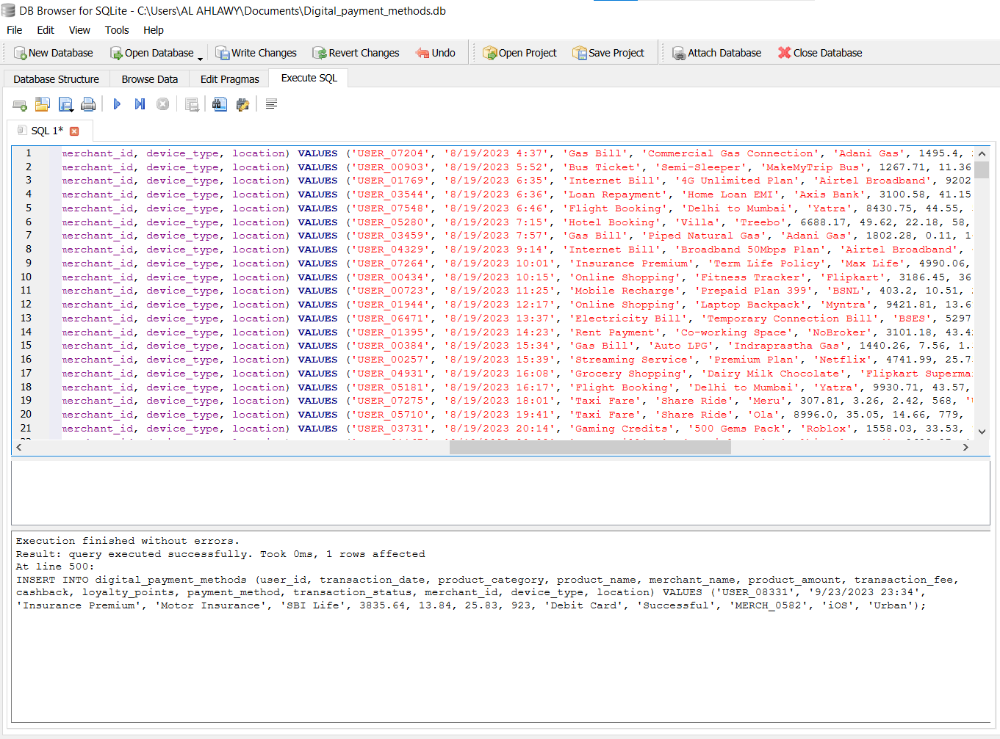 DB Browser for SQLite - C:\Users\AL AHLAWY\Documents\Digital_payment_methods.db
File Edit View Tools Help
New Database Open Database Write Changes Revert Changes Undo Open Project Save Project Attach Database Close Database
Database Structure Browse Data Edit Pragmas Execute SQL
SQL 1*
1 merchant_id, device_type, location) VALUES ('USER_07204', '8/19/2023 4:37', 'Gas Bill', 'Commercial Gas Connection', 'Adani Gas', 1495.4,
2 merchant_id, device_type, location) VALUES ('USER_00903', '8/19/2023 5:52', 'Bus Ticket', 'Semi-Sleeper', 'MakeMyTrip Bus', 1267.71, 11.36
3 merchant_id, device_type, location) VALUES ('USER_01769', '8/19/2023 6:35', 'Internet Bill', '4G Unlimited Plan', 'Airtel Broadband', 9202
4 merchant_id, device_type, location) VALUES ('USER_03544', '8/19/2023 6:36', 'Loan Repayment', 'Home Loan EMI', 'Axis Bank', 3100.58, 41.15
5 merchant_id, device_type, location) VALUES ('USER_07548', '8/19/2023 6:46', 'Flight Booking', 'Delhi to Mumbai', 'Yatra', 8430.75, 44.55,
6 merchant_id, device_type, location) VALUES ('USER_05280', '8/19/2023 7:15', 'Hotel Booking', 'Villa', 'Treebo', 6688.17, 49.62, 22.18, 58,
7 merchant_id, device_type, location) VALUES ('USER_03459', '8/19/2023 7:57', 'Gas Bill', 'Piped Natural Gas', 'Adani Gas', 1802.28, 0.11, 1
8 merchant_id, device_type, location) VALUES ('USER_04329', '8/19/2023 9:14', 'Internet Bill', 'Broadband 50Mbps Plan', 'Airtel Broadband',
9 merchant_id, device_type, location) VALUES ('USER_07264', '8/19/2023 10:01', 'Insurance Premium', 'Term Life Policy', 'Max Life', 4990.06,
10 merchant_id, device_type, location) VALUES ('USER_00434', '8/19/2023 10:15', 'Online Shopping', 'Fitness Tracker', 'Flipkart', 3186.45, 36
11 merchant_id, device_type, location) VALUES ('USER_00723', '8/19/2023 11:25', 'Mobile Recharge', 'Prepaid Plan 399', 'BSNL', 403.2, 10.51,
12 merchant_id, device_type, location) VALUES ('USER_01944', '8/19/2023 12:17', 'Online Shopping', 'Laptop Backpack', 'Myntra', 9421.81, 13.6
13 merchant_id, device_type, location) VALUES ('USER_06471', '8/19/2023 13:37', 'Electricity Bill', 'Temporary Connection Bill', 'BSES', 5297
14 merchant_id, device_type, location) VALUES ('USER_01395', '8/19/2023 14:23', 'Rent Payment', 'Co-working Space', 'NoBroker', 3101.18, 43.4
15 merchant_id, device_type, location) VALUES ('USER_00384', '8/19/2023 15:34', 'Gas Bill', 'Auto LPG', 'Indraprastha Gas', 1440.26, 7.56, 1.
16 merchant_id, device_type, location) VALUES ('USER_00257', '8/19/2023 15:39', 'Streaming Service', 'Premium Plan', 'Netflix', 4741.99, 25.7
17 merchant_id, device_type, location) VALUES ('USER_04931', '8/19/2023 16:08', 'Grocery Shopping', 'Dairy Milk Chocolate', 'Flipkart Superma
18 merchant_id, device_type, location) VALUES ('USER_05181', '8/19/2023 16:17', 'Flight Booking', 'Delhi to Mumbai', 'Yatra', 9930.71, 43.57,
19 merchant_id, device_type, location) VALUES ('USER_07275', '8/19/2023 18:01', 'Taxi Fare', 'Share Ride', 'Meru', 307.81, 3.26, 2.42, 568,
20 merchant_id, device_type, location) VALUES ('USER_05710', '8/19/2023 19:41', 'Taxi Fare', 'Share Ride', 'Ola', 8996.0, 35.05, 14.66, 779,
21 merchant_id, device_type, location) VALUES ('USER_03731', '8/19/2023 20:14', 'Gaming Credits', '500 Gems Pack', 'Roblox', 1558.03, 33.53,
Execution finished without errors.
Result: query executed successfully. Took 0ms, 1 rows affected
At line 500:
INSERT INTO digital_payment_methods (user_id, transaction_date, product_category, product_name, merchant_name, product_amount, transaction_fee,
cashback, loyalty_points, payment_method, transaction_status, merchant_id, device_type, location) VALUES ('USER_08331', '9/23/2023 23:34',
'Insurance Premium', 'Motor Insurance', 'SBI Life', 3835.64, 13.84, 25.83, 923, 'Debit Card', 'Successful', 'MERCH_0582', 'iOS', 'Urban');